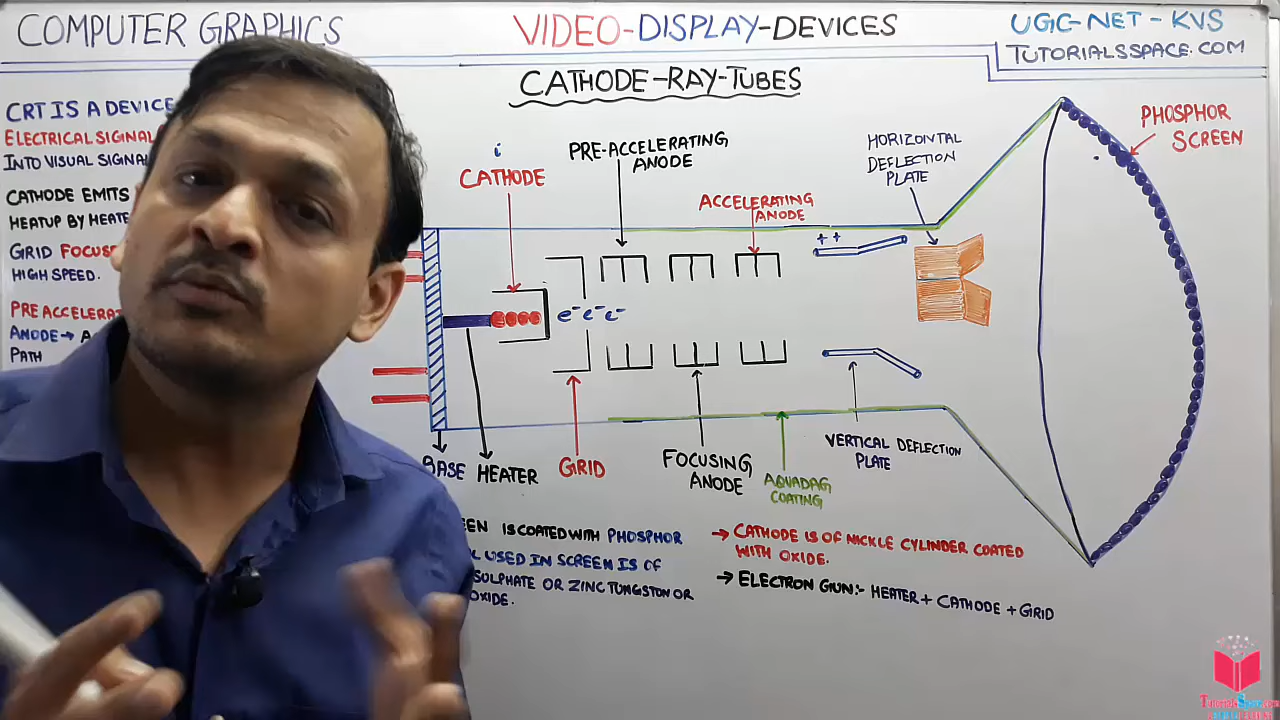 COMPUTER GRAPHICS
VIDEO-DISPLAY-DEVICES
UGC-NET-KVS
TUTORIALSSPACE.COM
CATHODE-RAY-TUBES
CRT IS A DEVICE
ELECTRICAL SIGNAL
INTO VISUAL SIGNAL
CATHODE EMITS
HEATUP BY HEATE
GRID FOCUS
HIGH SPEED.
PRE ACCELERAT
ANODE→ A
PATH
i
CATHODE
PRE-ACCELERATING
ANODE
ACCELERATING
ANODE
HORIZONTAL
DEFLECTION
PLATE
PHOSPHOR
SCREEN
++
e- e- e-
BASE
HEATER
GRID
FOCUSING
ANODE
AQUADAG
COATING
VERTICAL DEFLECTION
PLATE
EEN IS COATED WITH PHOSPHOR
L USED IN SCREEN IS OF
SULPHATE OR ZINC TUNGSTON OR
OXIDE.
→ CATHODE IS OF NICKLE CYLINDER COATED
WITH OXIDE.
→ ELECTRON GUN:- HEATER + CATHODE + GRID
TutorialsSpace.com